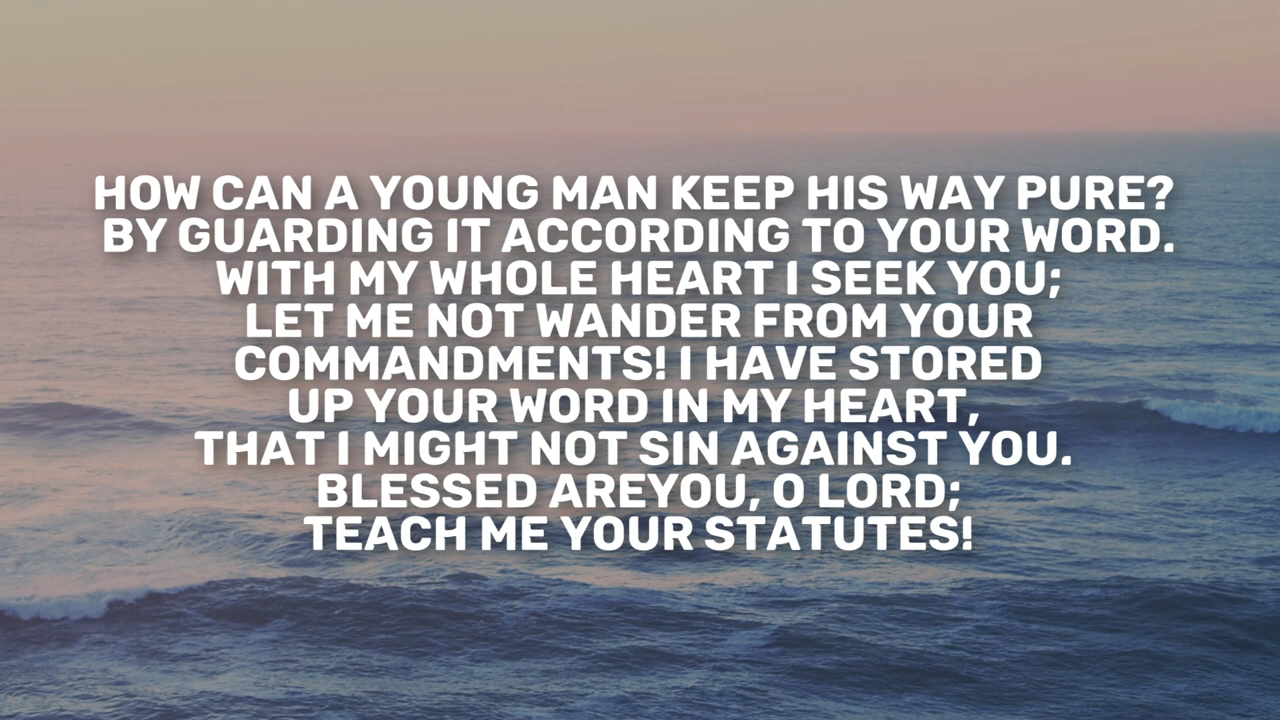 HOW CAN A YOUNG MAN KEEP HIS WAY PURE?
BY GUARDING IT ACCORDING TO YOUR WORD.
WITH MY WHOLE HEART I SEEK YOU;
LET ME NOT WANDER FROM YOUR
COMMANDMENTS! I HAVE STORED
UP YOUR WORD IN MY HEART,
THAT I MIGHT NOT SIN AGAINST YOU.
BLESSED AREYOU, O LORD;
TEACH ME YOUR STATUTES!